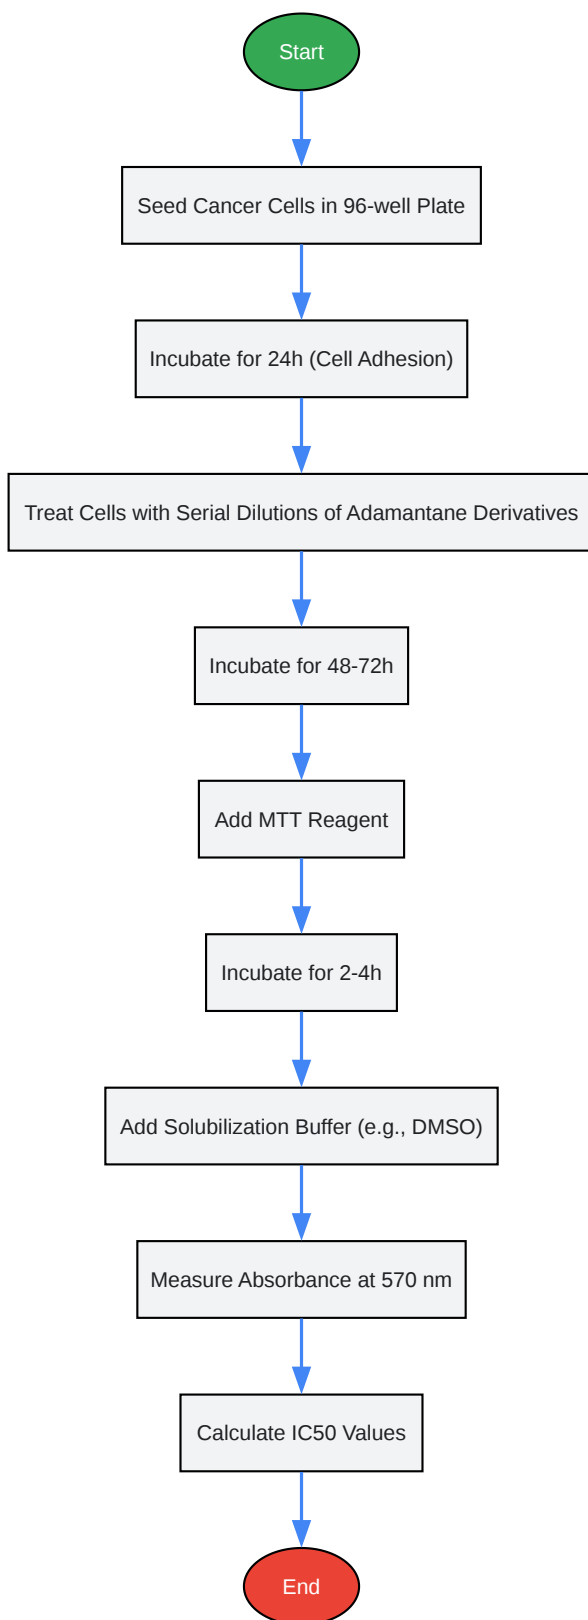 Start
Seed Cancer Cells in 96-well Plate
Incubate for 24h (Cell Adhesion)
Treat Cells with Serial Dilutions of Adamantane Derivatives
Incubate for 48-72h
Add MTT Reagent
Incubate for 2-4h
Add Solubilization Buffer (e.g., DMSO)
Measure Absorbance at 570 nm
Calculate IC50 Values
End